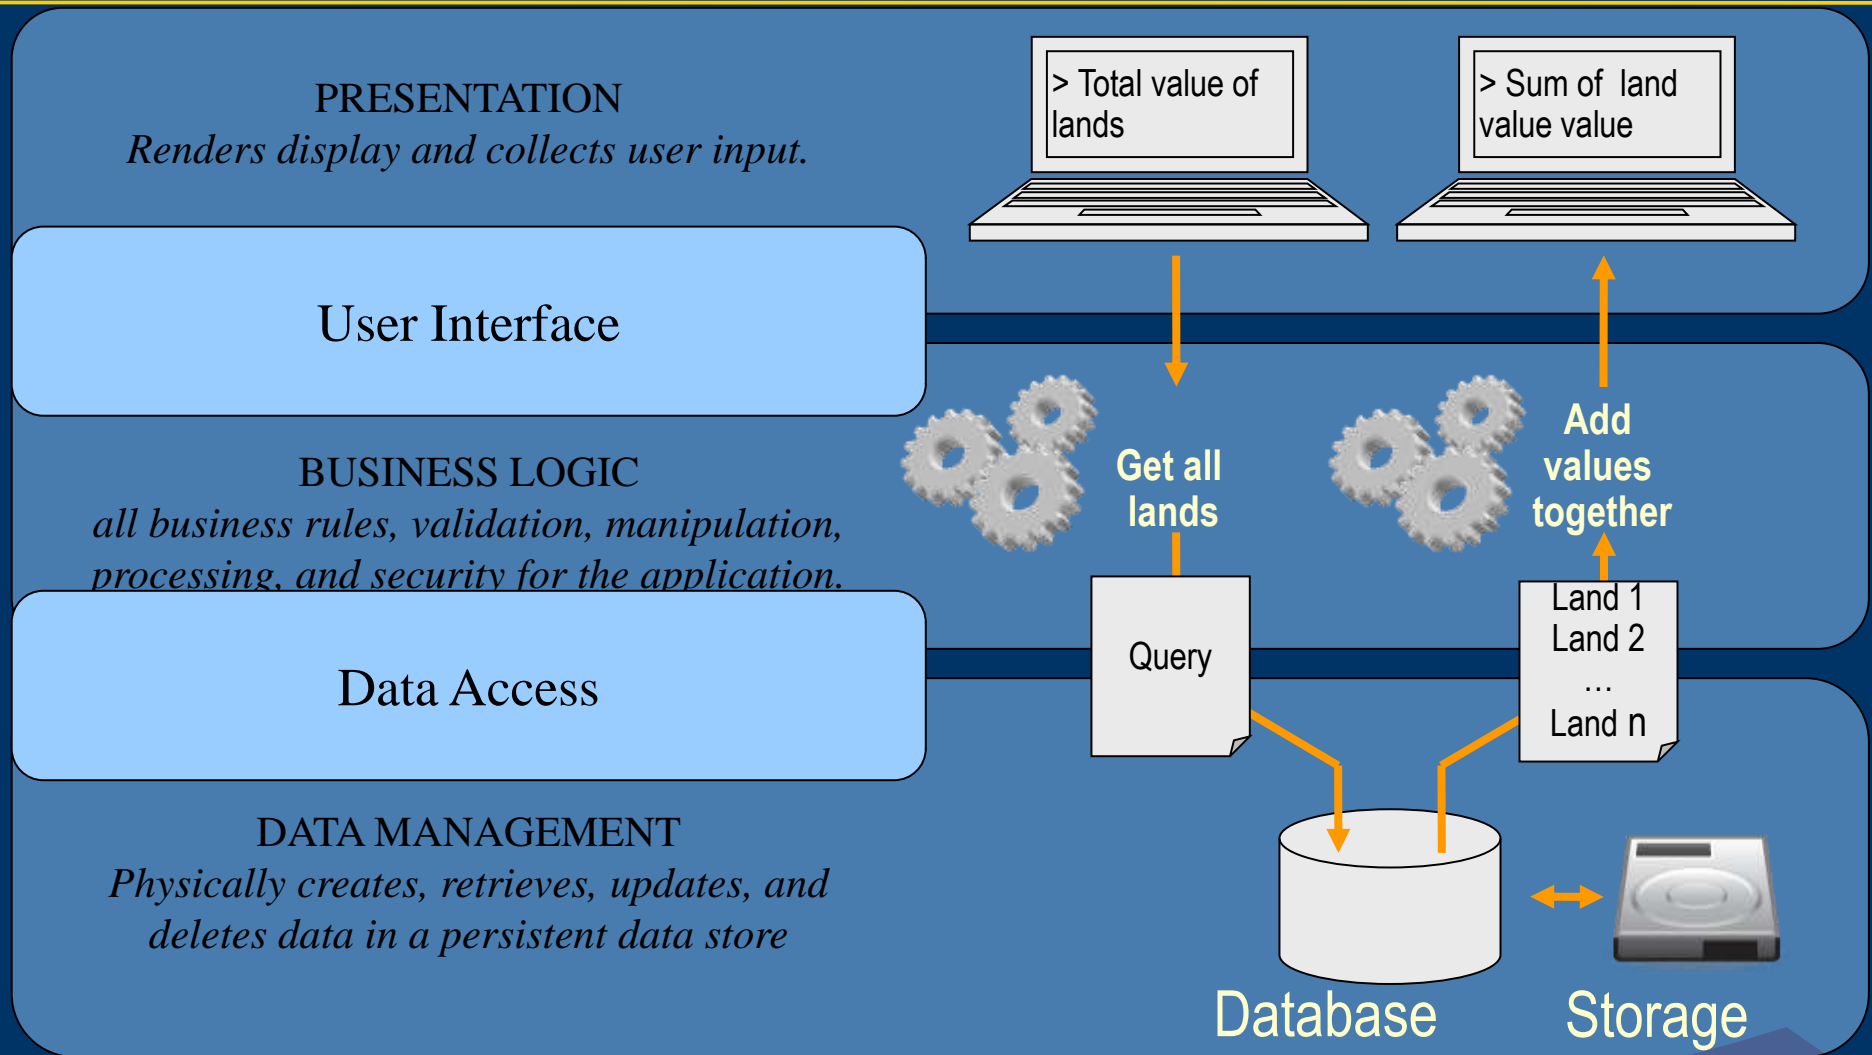 PRESENTATION
Renders display and collects user input.
User Interface
BUSINESS LOGIC
all business rules, validation, manipulation,
processing, and security for the application.
Data Access
DATA MANAGEMENT
Physically creates, retrieves, updates, and
deletes data in a persistent data store
> Total value of
lands
> Sum of land
value value
Get all
lands
Add
values
together
Query
Land 1
Land 2
…
Land n
Database
Storage